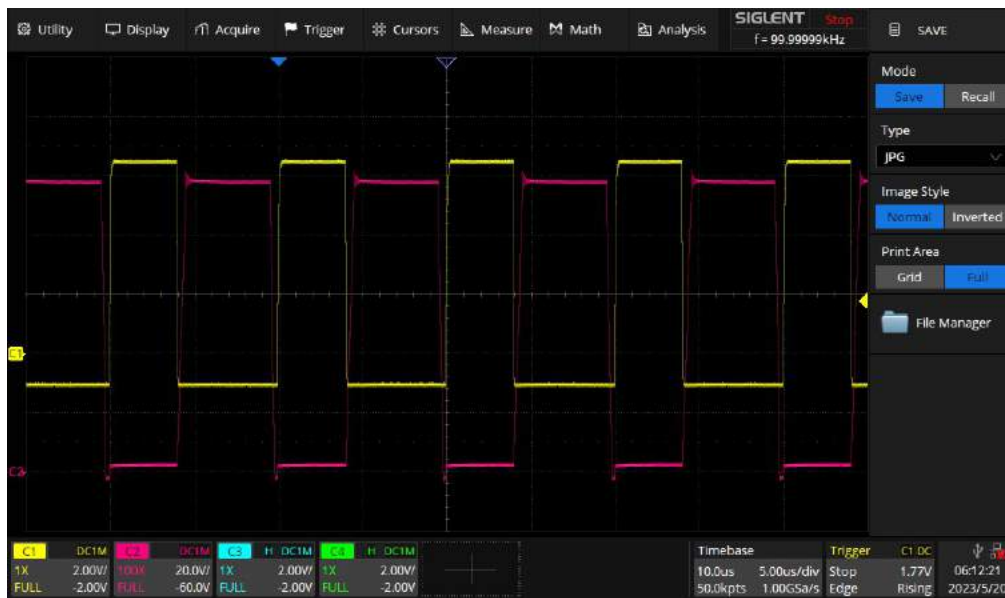 Utility Display Acquire Trigger Cursors Measure Math Analysis
SIGLENT Stop
f = 99.99999kHz
SAVE
Mode
Save Recall
Type
JPG
Image Style
Normal Inverted
Print Area
Grid Full
File Manager
C1
C2
C1 DC1M C2 DC1M C3 H DC1M C4 H DC1M
1X 2.00V/ 100X 20.0V/ 1X 2.00V/ 1X 2.00V/
FULL -2.00V FULL -60.0V FULL -2.00V FULL -2.00V
Timebase
10.0us 5.00us/div
50.0kpts 1.00GSa/s
Trigger C1 DC
Stop 1.77V
Edge Rising
06:12:21
2023/5/20